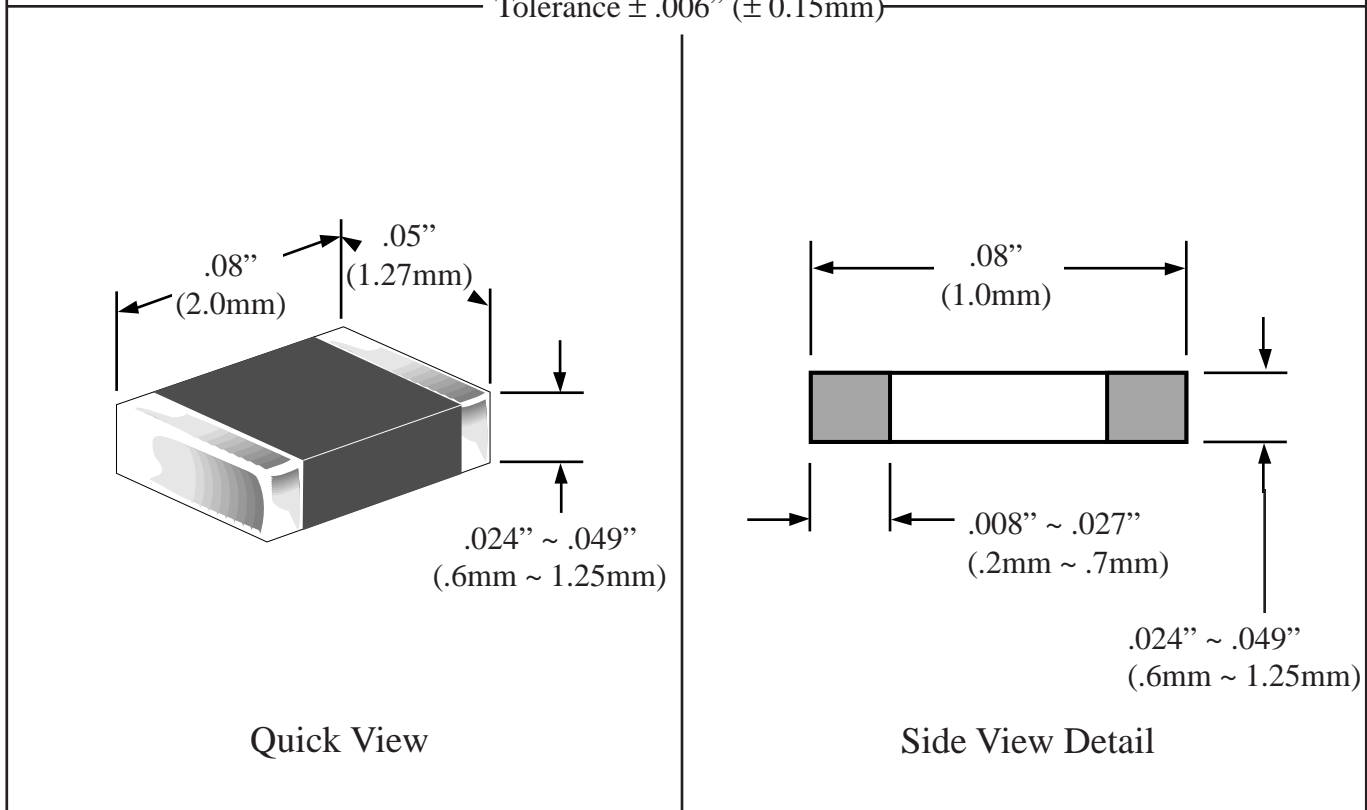 Tolerance ± .006” (± 0.15mm)
.08”
(2.0mm)
.05”
(1.27mm)
.024” ~ .049”
(.6mm ~ 1.25mm)
Quick View
.08”
(1.0mm)
.008” ~ .027”
(.2mm ~ .7mm)
.024” ~ .049”
(.6mm ~ 1.25mm)
Side View Detail